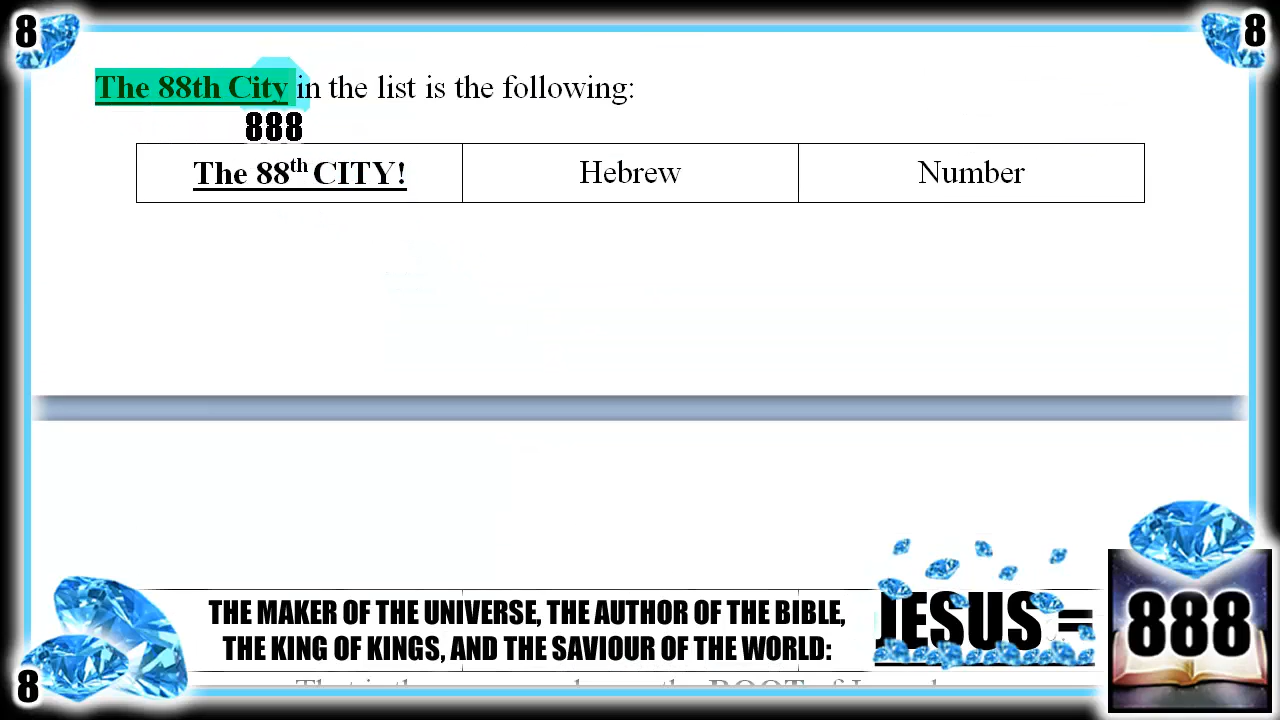 8
8
The 88th City in the list is the following:
888
The 88th CITY!
Hebrew
Number
THE MAKER OF THE UNIVERSE, THE AUTHOR OF THE BIBLE,
THE KING OF KINGS, AND THE SAVIOUR OF THE WORLD:
JESUS =
888
8